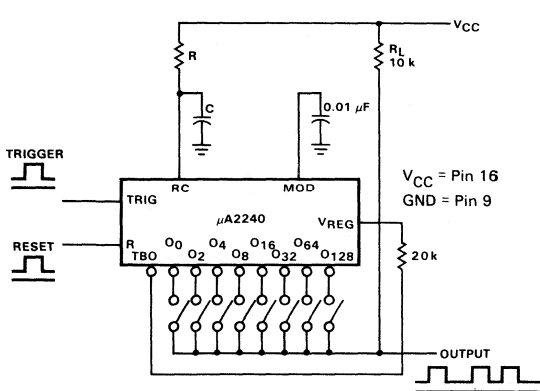 VCC
R
RL
10 k
C
0.01 µF
TRIGGER
VCC = Pin 16
GND = Pin 9
RC
MOD
TRIG
µA2240
VREG
RESET
R
TBO
O0
O2
O4
O8
O16
O32
O64
O128
20k
OUTPUT